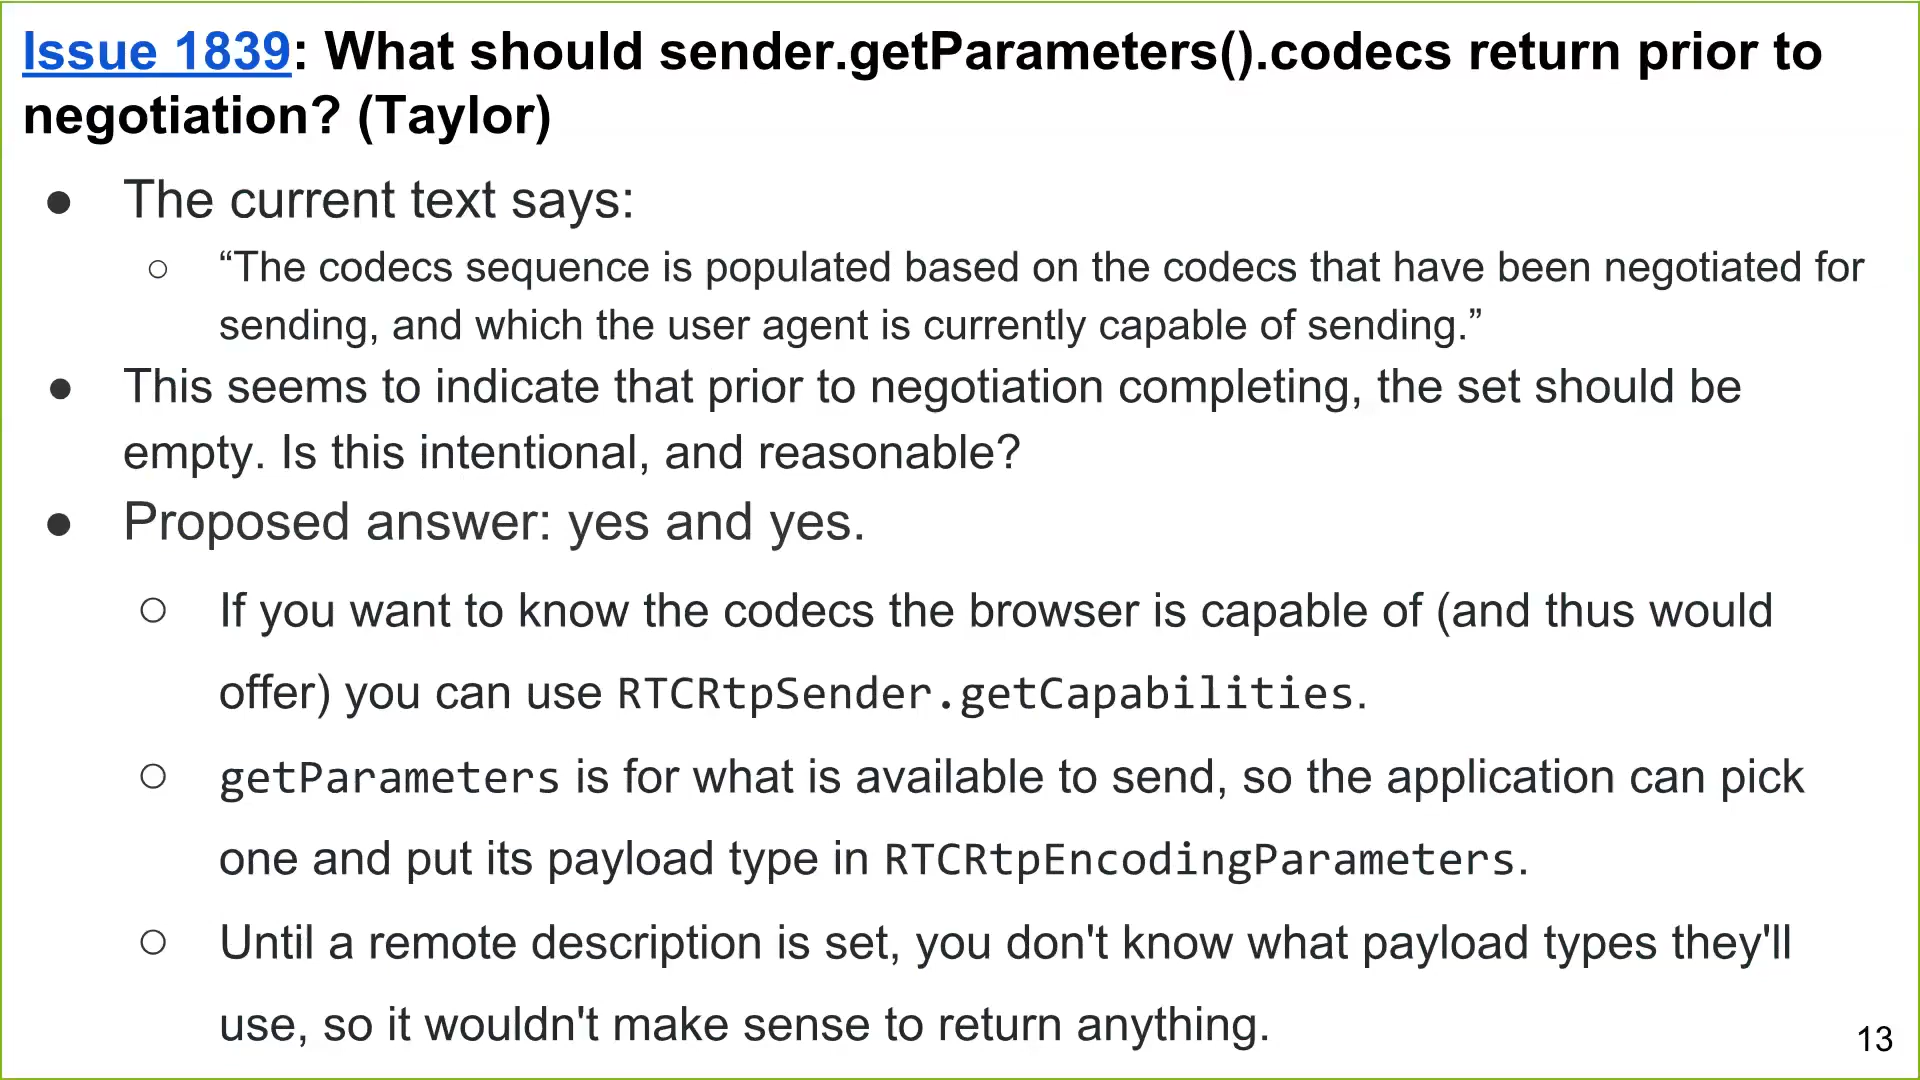 Issue 1839: What should sender.getParameters().codecs return prior to
negotiation? (Taylor)
● The current text says:
○ “The codecs sequence is populated based on the codecs that have been negotiated for
sending, and which the user agent is currently capable of sending.”
● This seems to indicate that prior to negotiation completing, the set should be
empty. Is this intentional, and reasonable?
● Proposed answer: yes and yes.
○ If you want to know the codecs the browser is capable of (and thus would
offer) you can use RTCRtpSender.getCapabilities.
○ getParameters is for what is available to send, so the application can pick
one and put its payload type in RTCRtpEncodingParameters.
○ Until a remote description is set, you don't know what payload types they'll
use, so it wouldn't make sense to return anything.
13